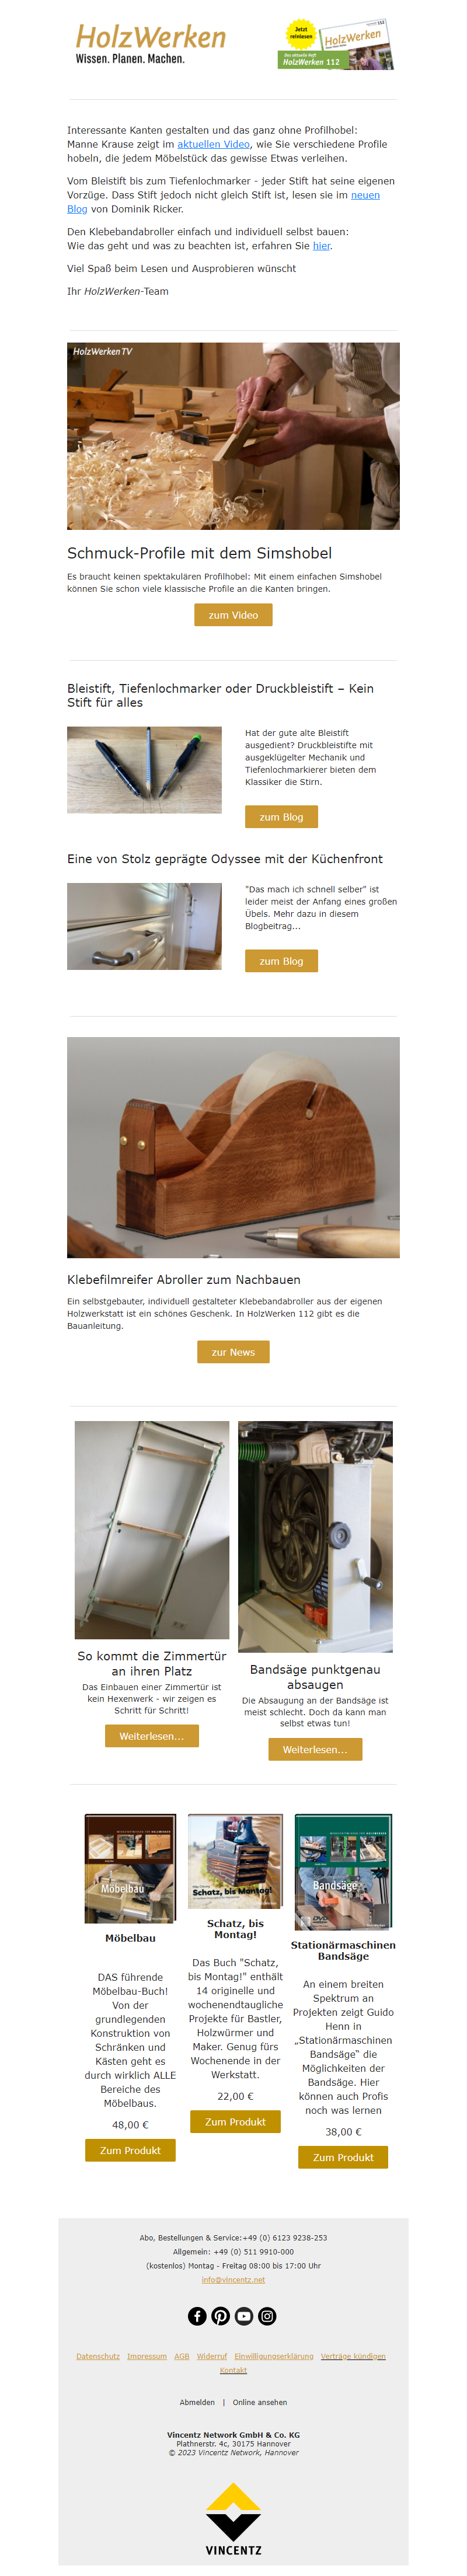 HolzWerken
Wissen. Planen. Machen.
Jetzt
reinlesen
HolzWerken
Das aktuelle Heft
HolzWerken 112
Interessante Kanten gestalten und das ganz ohne Profilhobel:
Manne Krause zeigt im aktuellen Video, wie Sie verschiedene Profile
hobeln, die jedem Möbelstück das gewisse Etwas verleihen.
Vom Bleistift bis zum Tiefenlochmarker - jeder Stift hat seine eigenen
Vorzüge. Dass Stift jedoch nicht gleich Stift ist, lesen sie im neuen
Blog von Dominik Ricker.
Den Klebebandabroller einfach und individuell selbst bauen:
Wie das geht und was zu beachten ist, erfahren Sie hier.
Viel Spaß beim Lesen und Ausprobieren wünscht
Ihr HolzWerken-Team
HolzWerken TV
Schmuck-Profile mit dem Simshobel
Es braucht keinen spektakulären Profilhobel: Mit einem einfachen Simshobel
können Sie schon viele klassische Profile an die Kanten bringen.
zum Video
Bleistift, Tiefenlochmarker oder Druckbleistift – Kein
Stift für alles
Hat der gute alte Bleistift
ausgedient? Druckbleistifte mit
ausgeklügelter Mechanik und
Tiefenlochmarkierer bieten dem
Klassiker die Stirn.
zum Blog
Eine von Stolz geprägte Odyssee mit der Küchenfront
"Das mach ich schnell selber" ist
leider meist der Anfang eines großen
Übels. Mehr dazu in diesem
Blogbeitrag...
zum Blog
Klebefilmreifer Abroller zum Nachbauen
Ein selbstgebauter, individuell gestalteter Klebebandabroller aus der eigenen
Holzwerkstatt ist ein schönes Geschenk. In HolzWerken 112 gibt es die
Bauanleitung.
zur News
So kommt die Zimmertür
an ihren Platz
Das Einbauen einer Zimmertür ist
kein Hexenwerk - wir zeigen es
Schritt für Schritt!
Weiterlesen...
Bandsäge punktgenau
absaugen
Die Absaugung an der Bandsäge ist
meist schlecht. Doch da kann man
selbst etwas tun!
Weiterlesen...
Möbelbau
Möbelbau
DAS führende
Möbelbau-Buch!
Von der
grundlegenden
Konstruktion von
Schränken und
Kästen geht es
durch wirklich ALLE
Bereiche des
Möbelbaus.
48,00 €
Zum Produkt
Schatz, bis Montag!
Schatz, bis
Montag!
Das Buch "Schatz,
bis Montag!" enthält
14 originelle und
wochenendtaugliche
Projekte für Bastler,
Holzwürmer und
Maker. Genug fürs
Wochenende in der
Werkstatt.
22,00 €
Zum Produkt
Bandsäge
DVD
Stationärmaschinen
Bandsäge
An einem breiten
Spektrum an
Projekten zeigt Guido
Henn in
„Stationärmaschinen
Bandsäge“ die
Möglichkeiten der
Bandsäge. Hier
können auch Profis
noch was lernen
38,00 €
Zum Produkt
Abo, Bestellungen & Service:+49 (0) 6123 9238-253
Allgemein: +49 (0) 511 9910-000
(kostenlos) Montag - Freitag 08:00 bis 17:00 Uhr
info@vincentz.net
Datenschutz Impressum AGB Widerruf Einwilligungserklärung Verträge kündigen
Kontakt
Abmelden | Online ansehen
Vincentz Network GmbH & Co. KG
Plathnerstr. 4c, 30175 Hannover
© 2023 Vincentz Network, Hannover
VINCENTZ